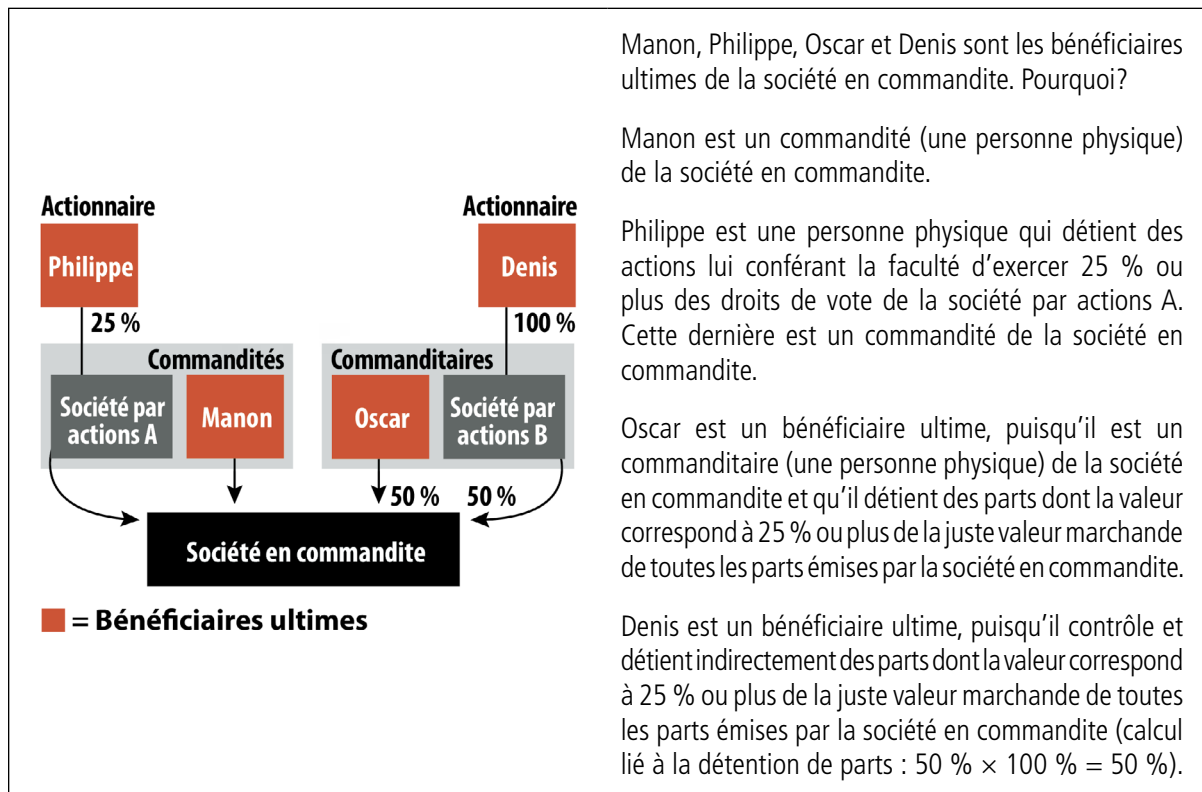 Actionnaire
Actionnaire
Philippe
Denis
25 %
100 %
Commandités
Commanditaires
Société par
actions A
Manon
Oscar
Société par
actions B
50 %
50 %
Société en commandite
= Bénéficiaires ultimes
Manon, Philippe, Oscar et Denis sont les bénéficiaires
ultimes de la société en commandite. Pourquoi?
Manon est un commandité (une personne physique)
de la société en commandite.
Philippe est une personne physique qui détient des
actions lui conférant la faculté d'exercer 25 % ou
plus des droits de vote de la société par actions A.
Cette dernière est un commandité de la société en
commandite.
Oscar est un bénéficiaire ultime, puisqu'il est un
commanditaire (une personne physique) de la société
en commandite et qu'il détient des parts dont la valeur
correspond à 25 % ou plus de la juste valeur marchande
de toutes les parts émises par la société en commandite.
Denis est un bénéficiaire ultime, puisqu'il contrôle et
détient indirectement des parts dont la valeur correspond
à 25 % ou plus de la juste valeur marchande de toutes
les parts émises par la société en commandite (calcul
lié à la détention de parts : 50 % × 100 % = 50 %).